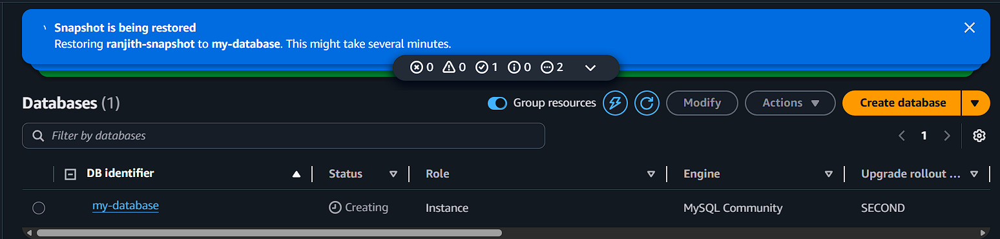 Snapshot is being restored
Restoring ranjith-snapshot to my-database. This might take several minutes.
0 0 1 0 2
Databases (1)
Group resources
Modify
Actions
Create database
Filter by databases
1
DB identifier Status Role Engine Upgrade rollout ...
my-database Creating Instance MySQL Community SECOND